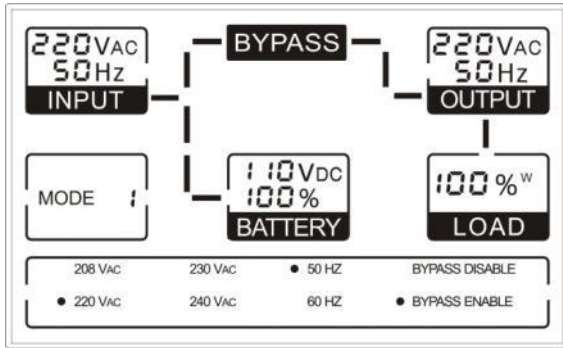 220VAC
50Hz
INPUT
BYPASS
220VAC
50Hz
OUTPUT
MODE 1
110VDC
100%
BATTERY
100%W
LOAD
208 VAC 230 VAC • 50 HZ BYPASS DISABLE
• 220 VAC 240 VAC 60 HZ • BYPASS ENABLE